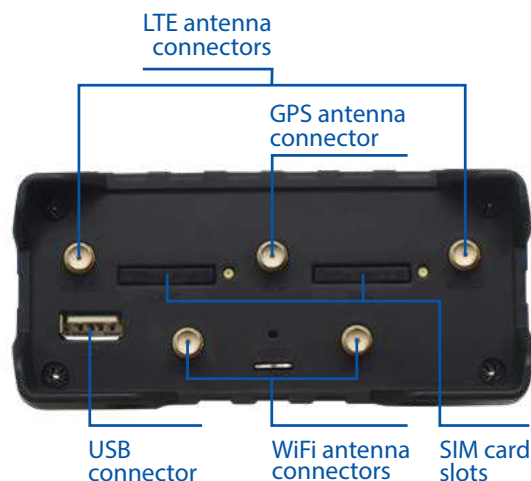 LTE antenna
connectors
GPS antenna
connector
USB
connector
WiFi antenna
connectors
SIM card
slots